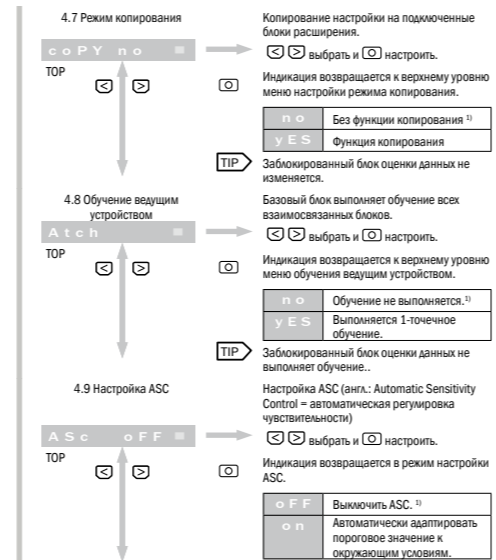 4.7 Режим копирования
Копирование настройки на подключенные
блоки расширения.
coPY no
< > выбрать и O настроить.
TOP
< >
O
Индикация возвращается к верхнему уровню
меню настройки режима копирования.
no Без функции копирования 1)
yES Функция копирования
TIP Заблокированный блок оценки данных не
изменяется.
4.8 Обучение ведущим
устройством
Базовый блок выполняет обучение всех
взаимосвязанных блоков.
Atch
< > выбрать и O настроить.
TOP
< >
O
Индикация возвращается к верхнему уровню
меню обучения ведущим устройством.
no Обучение не выполняется.1)
yES Выполняется 1-точечное
обучение.
TIP Заблокированный блок оценки данных не
выполняет обучение..
4.9 Настройка ASC
Настройка ASC (англ.: Automatic Sensitivity
Control = автоматическая регулировка
чувствительности)
ASc oFF
< > выбрать и O настроить.
TOP
< >
O
Индикация возвращается в режим настройки
ASC.
oFF Выключить ASC. 1)
on Автоматически адаптировать
пороговое значение к
окружающим условиям.